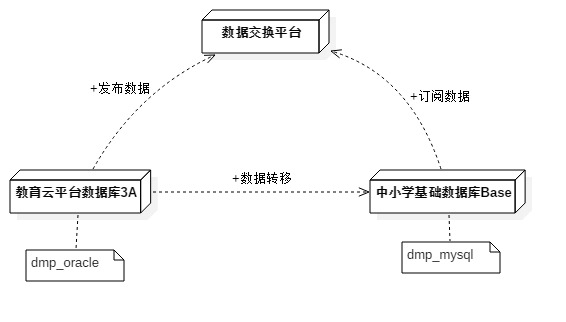 数据交换平台
+发布数据
+订阅数据
教育云平台数据库3A
+数据转移
中小学基础数据库Base
dmp_oracle
dmp_mysql